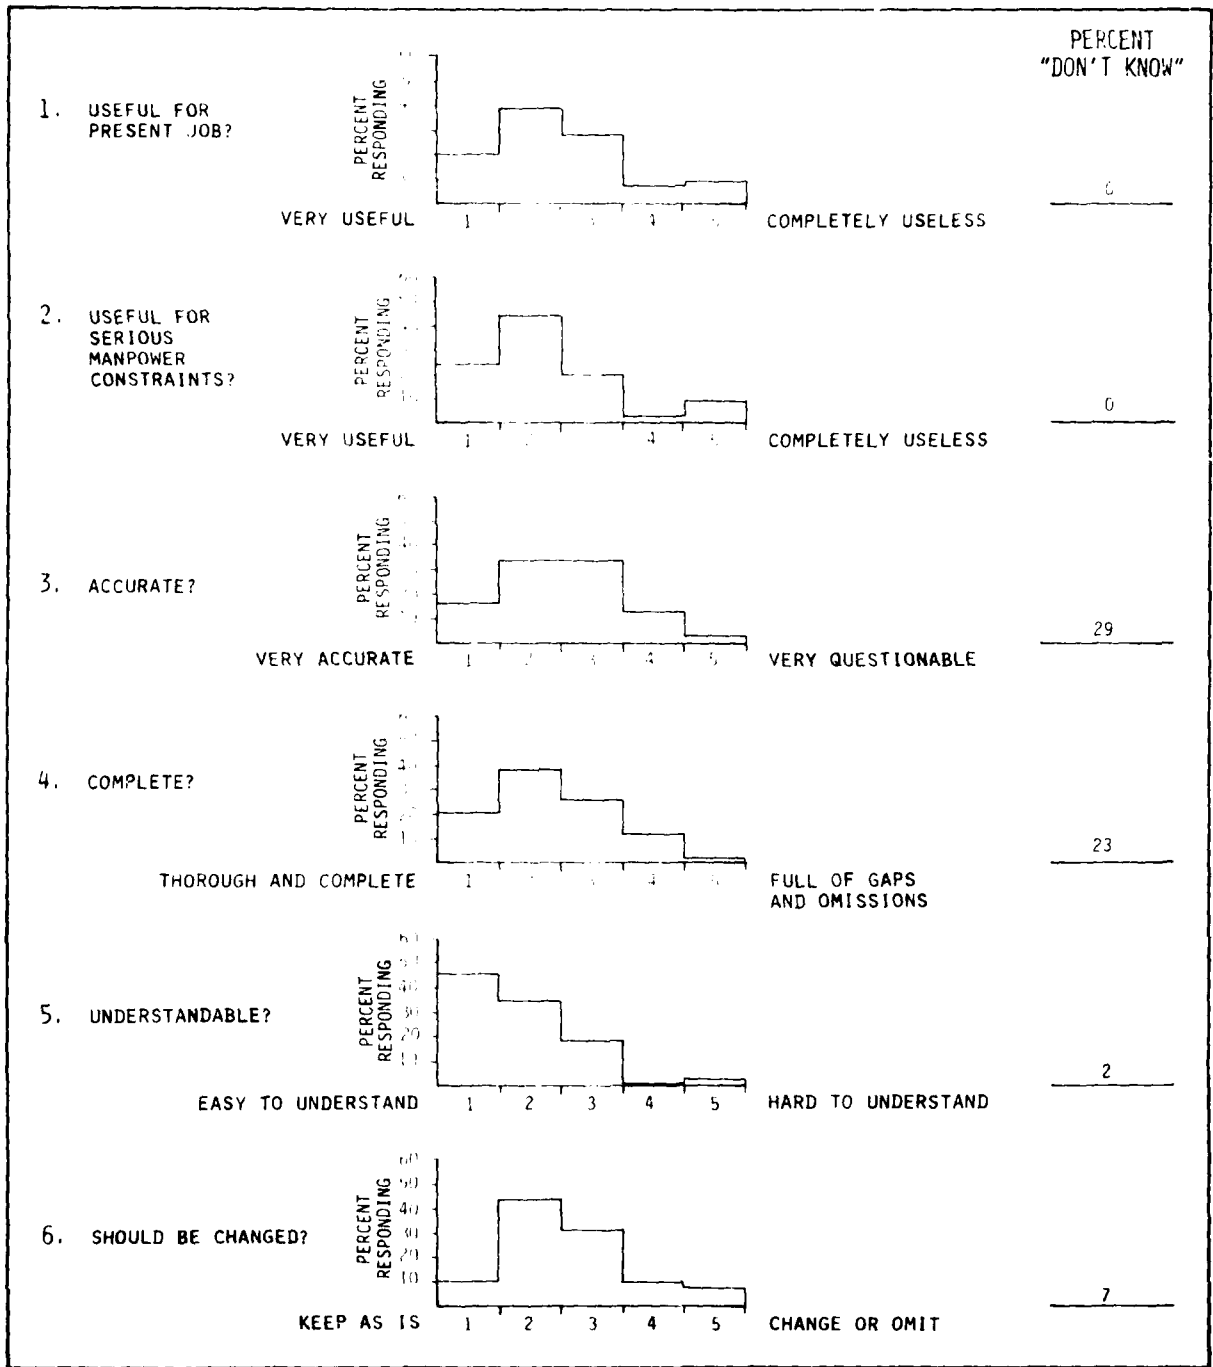 PERCENT
"DON'T KNOW"
1. USEFUL FOR
PRESENT JOB?
PERCENT
RESPONDING
VERY USEFUL 1 4 COMPLETELY USELESS
2. USEFUL FOR
SERIOUS
MANPOWER
CONSTRAINTS?
PERCENT
RESPONDING
0
VERY USEFUL 1 4 COMPLETELY USELESS
3. ACCURATE?
PERCENT
RESPONDING
29
VERY ACCURATE 1 4 VERY QUESTIONABLE
4. COMPLETE?
PERCENT
RESPONDING
23
THOROUGH AND COMPLETE 1 4 FULL OF GAPS
AND OMISSIONS
5. UNDERSTANDABLE?
PERCENT
RESPONDING
40
30
20
2
EASY TO UNDERSTAND 1 2 3 4 5 HARD TO UNDERSTAND
6. SHOULD BE CHANGED?
PERCENT
RESPONDING
60
50
40
30
20
10
7
KEEP AS IS 1 2 3 4 5 CHANGE OR OMIT